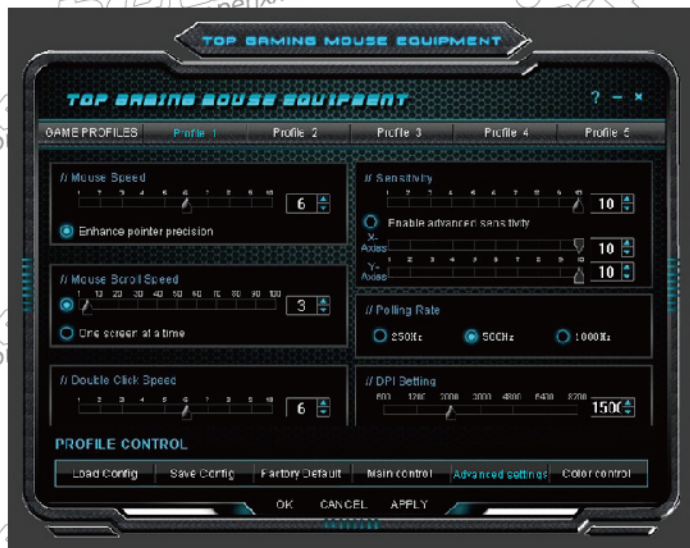 TOP GAMING MOUSE EQUIPMENT
TOP GAMING MOUSE EQUIPMENT
? - ×
GAME PROFILES Profile 1 Profile 2 Profile 3 Profile 4 Profile 5
// Mouse Speed
1 2 3 4 5 6 7 8 9 10
6
Enhance pointer precision
// Sensitivity
1 2 3 4 5 6 7 8 9 10
10
Enable advanced sensitivity
X-
Axies
10
1 2 3 4 5 6 7 8 9 10
Y-
Axies
10
// Mouse Scroll Speed
1 10 20 30 40 50 60 70 80 90 100
3
One screen at a time
// Polling Rate
250Hz 500Hz 1000Hz
// Double Click Speed
1 2 3 4 5 6 7 8 9 10
6
// DPI Setting
600 1200 2000 3000 4800 6400 8200
1500
PROFILE CONTROL
Load Config Save Config Factory Default Main control Advanced settings Color control
OK CANCEL APPLY